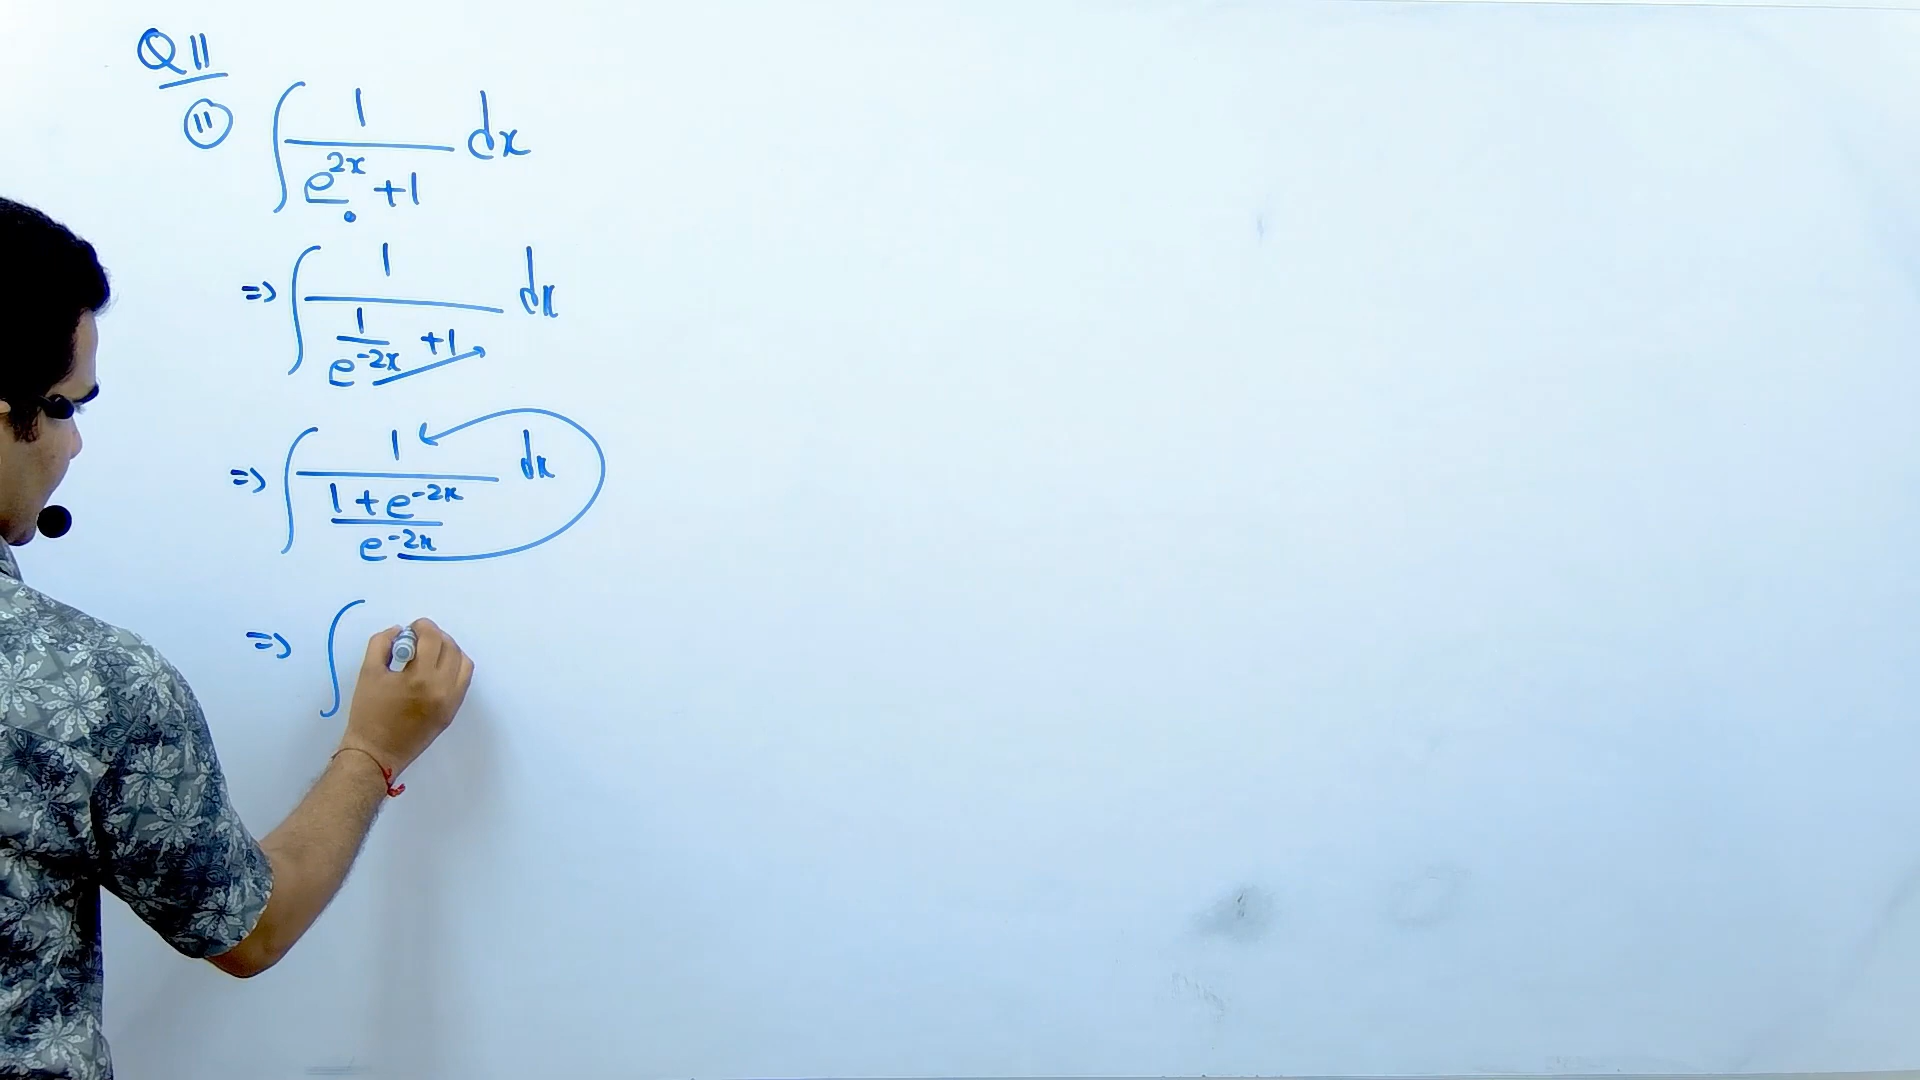 Q11
(11) ∫ 1/(e^{2x} + 1) dx
=> ∫ 1/(1/e^{-2x} + 1) dx
=> ∫ 1/((1 + e^{-2x})/e^{-2x}) dx
=> ∫